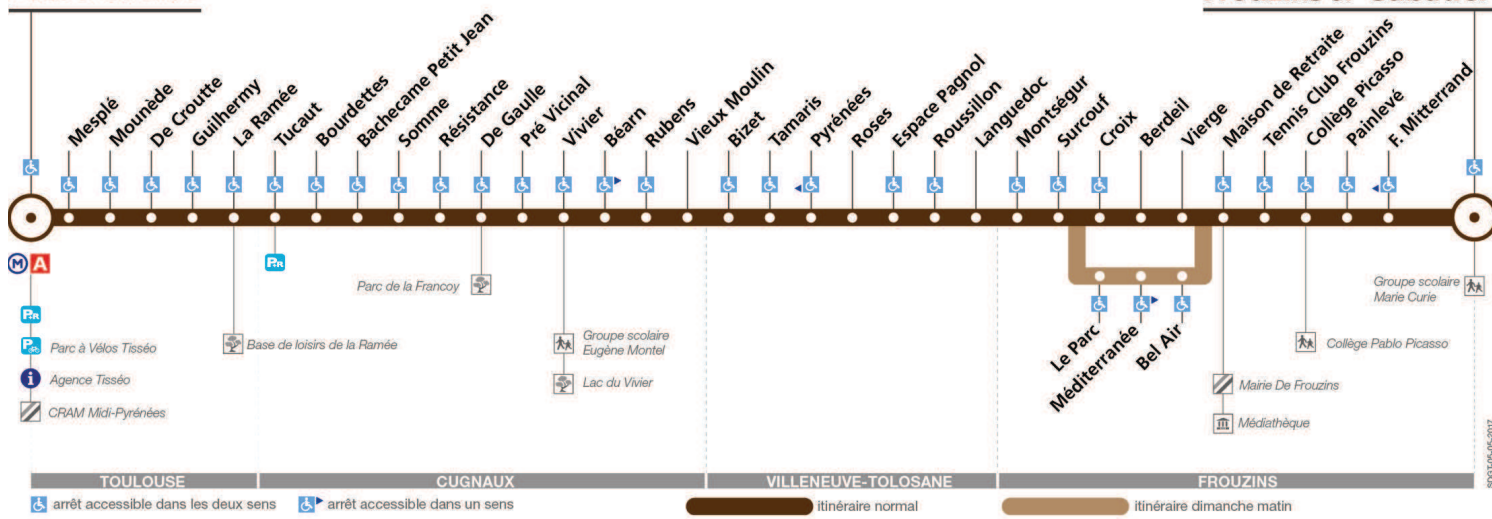 Mesplé
Mounède
De Croutte
Guilhermy
La Ramée
Tucaut
Bourdettes
Bachecame Petit Jean
Somme
Résistance
De Gaulle
Pré Vicinal
Vivier
Béarn
Rubens
Vieux Moulin
Bizet
Tamaris
Pyrénées
Roses
Espace Pagnol
Roussillon
Languedoc
Montségur
Surcouf
Croix
Berdeil
Vierge
Maison de Retraite
Tennis Club Frouzins
Collège Picasso
Painlevé
F. Mitterrand
M A
P+R
P+R
Parc à Vélos Tisséo
Agence Tisséo
CRAM Midi-Pyrénées
Base de loisirs de la Ramée
Parc de la Francoy
Groupe scolaire
Eugène Montel
Lac du Vivier
Le Parc
Méditerranée
Bel Air
Mairie De Frouzins
Médiathèque
Collège Pablo Picasso
Groupe scolaire
Marie Curie
TOULOUSE
CUGNAUX
VILLENEUVE-TOLOSANE
FROUZINS
arrêt accessible dans les deux sens
arrêt accessible dans un sens
itinéraire normal
itinéraire dimanche matin